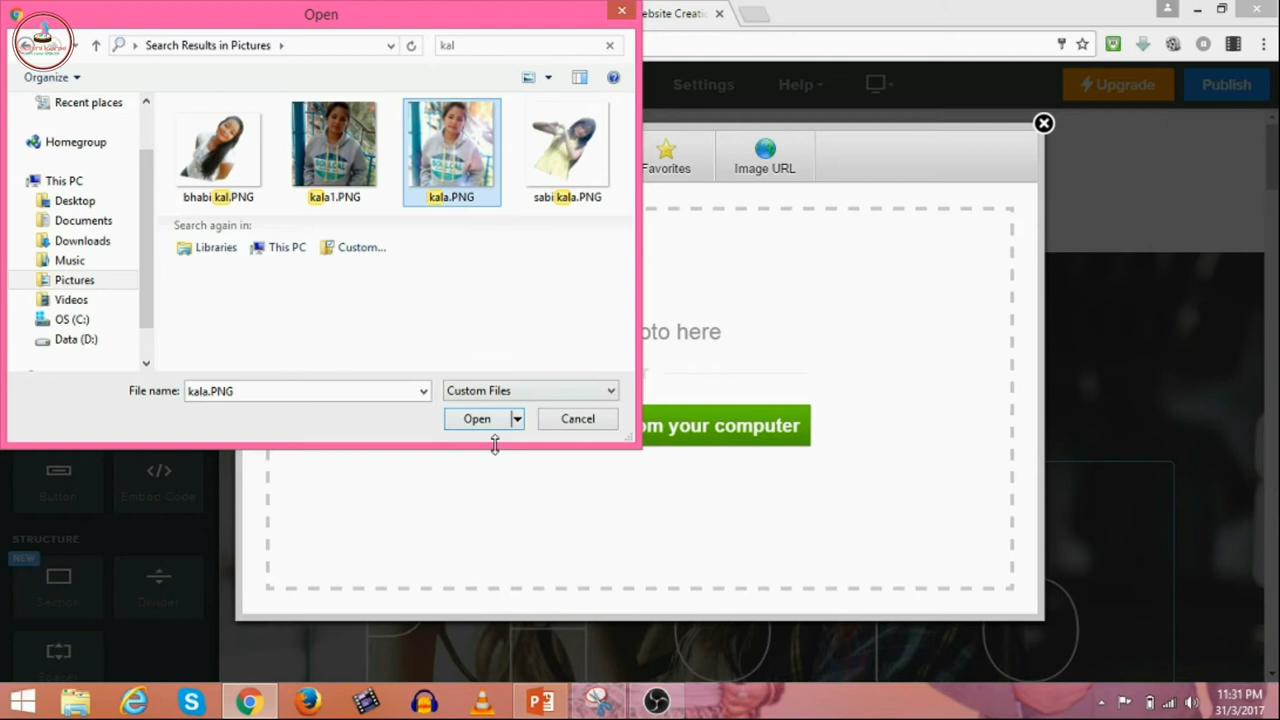 Open
ebsite Creatio
Search Results in Pictures
kal
Organize
Settings
Help
Upgrade
Publish
Recent places
Homegroup
This PC
Desktop
Documents
Downloads
Music
Pictures
Videos
OS (C:)
Data (D:)
bhabi kal.PNG
kala1.PNG
kala.PNG
sabi kala.PNG
Search again in:
Libraries
This PC
Custom...
Favorites
Image URL
oto here
File name:
kala.PNG
Custom Files
Open
Cancel
om your computer
Button
Embed Code
STRUCTURE
NEW
Section
Divider
Spacer
11:31 PM
31/3/2017